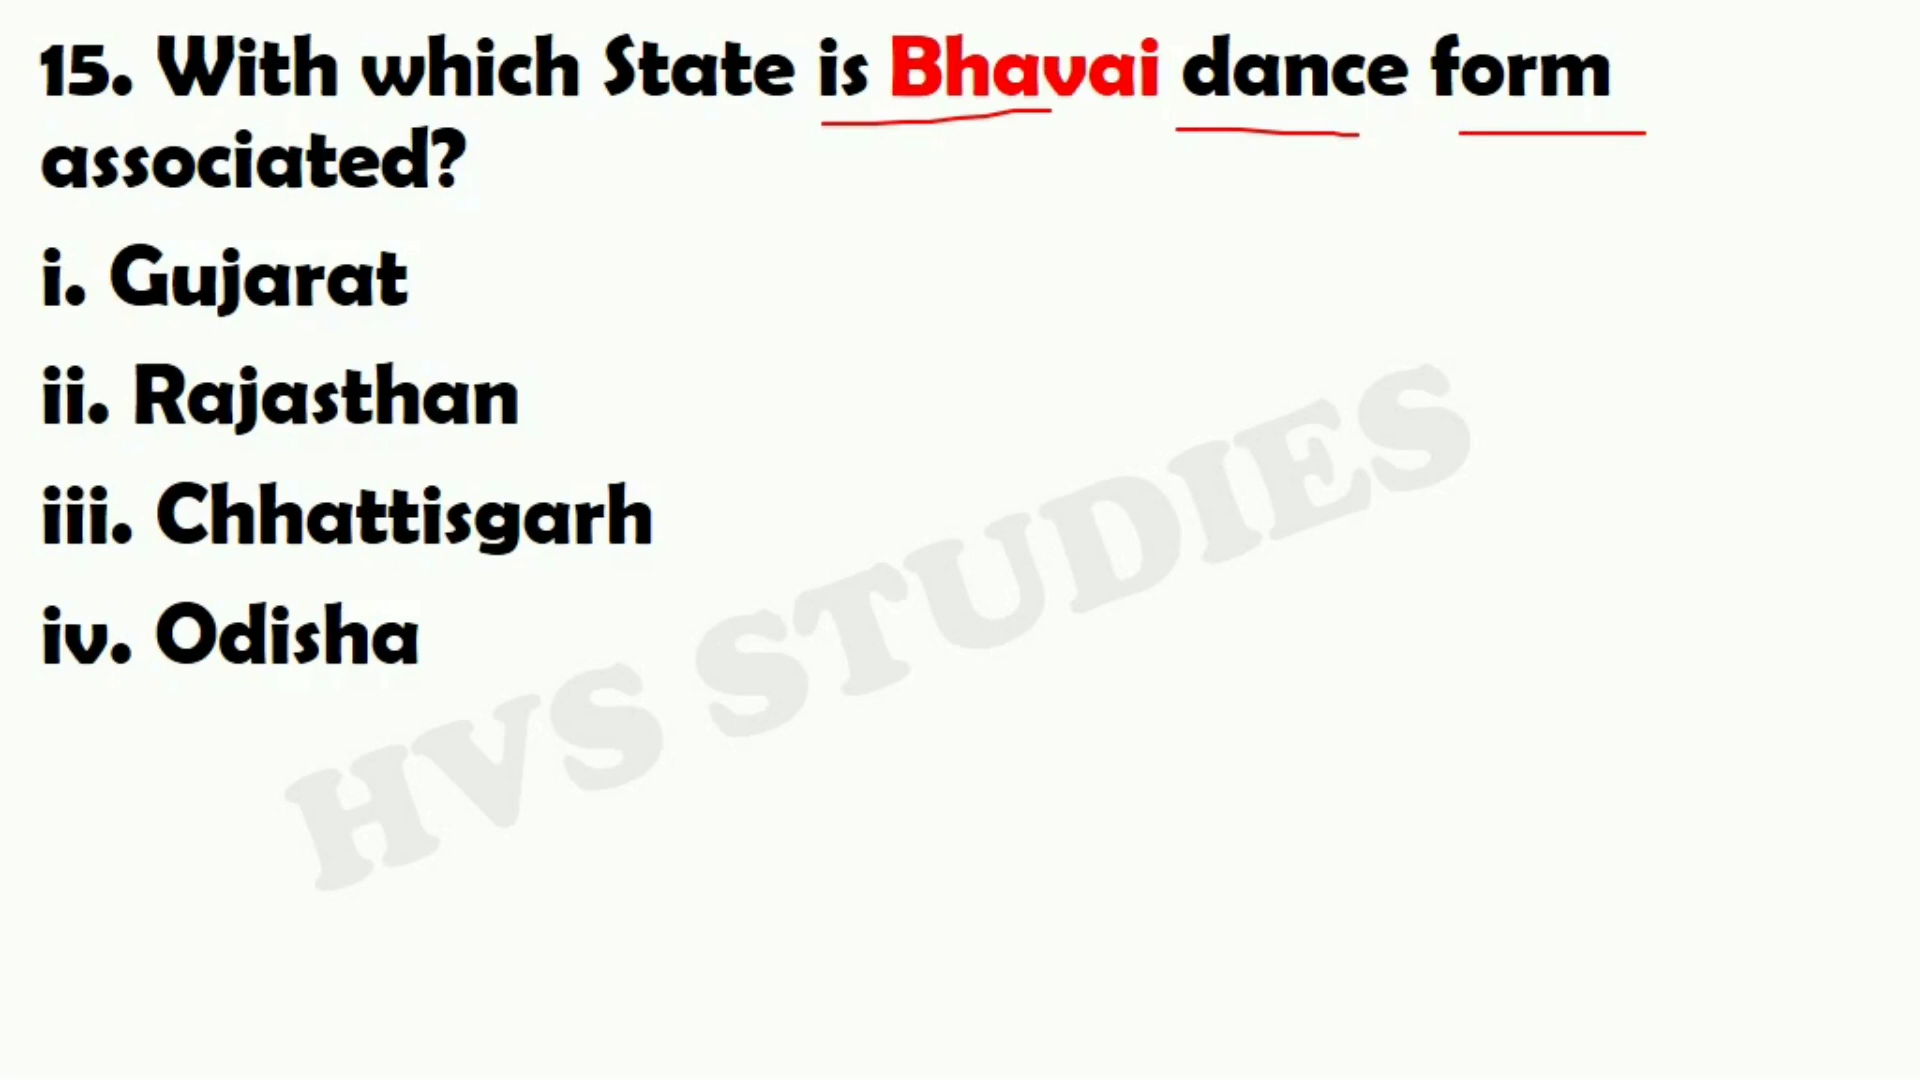 15. With which State is Bhavai dance form
associated?
i. Gujarat
ii. Rajasthan
iii. Chhattisgarh
iv. Odisha
HVS STUDIES